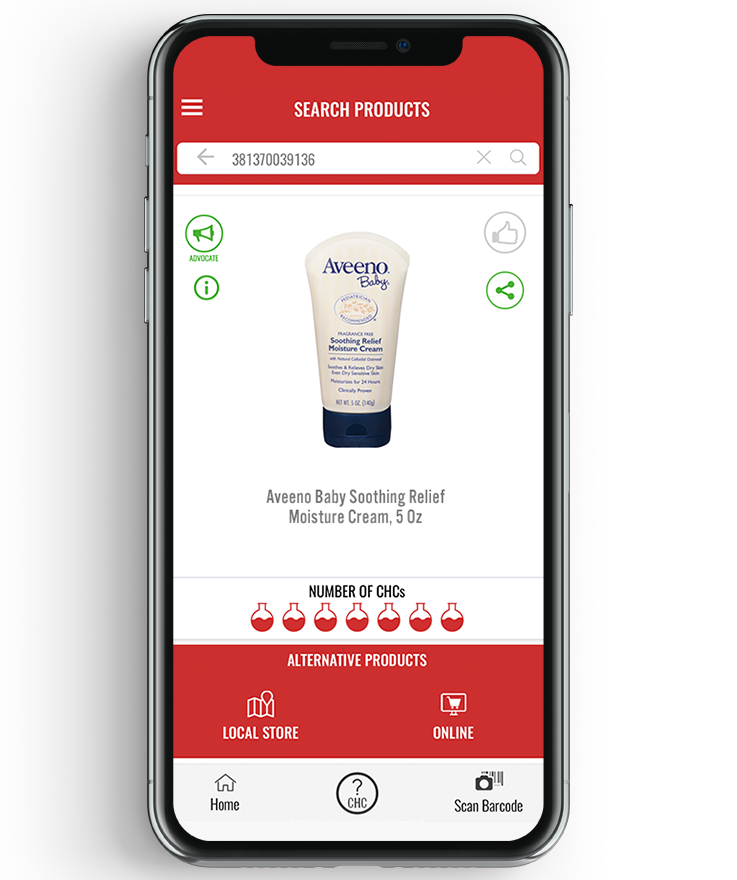 SEARCH PRODUCTS
381370039136
ADVOCATE
Aveeno.
Baby.
PEDIATRICIAN
RECOMMENDED
FRAGRANCE FREE
Soothing Relief
Moisture Cream
with Natural Colloidal Oatmeal
Soothes & Relieves Dry Skin
Even Dry Sensitive Skin
Moisturizes for 24 Hours
Clinically Proven
NET WT. 5 OZ. (140g)
Aveeno Baby Soothing Relief
Moisture Cream, 5 Oz
NUMBER OF CHCs
ALTERNATIVE PRODUCTS
LOCAL STORE
ONLINE
Home
?
CHC
Scan Barcode